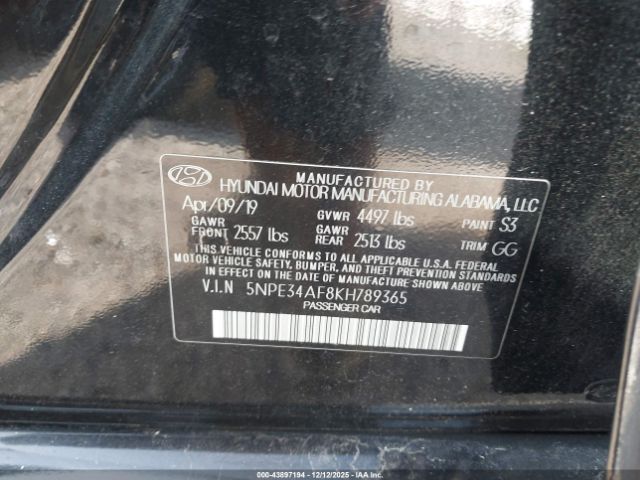 MANUFACTURED BY
HYUNDAI MOTOR MANUFACTURING ALABAMA, LLC
Apr/09/19 GVWR 4497 lbs PAINT S3
GAWR FRONT 2557 lbs GAWR REAR 2513 lbs TRIM GG
THIS VEHICLE CONFORMS TO ALL APPLICABLE U.S.A. FEDERAL
MOTOR VEHICLE SAFETY, BUMPER, AND THEFT PREVENTION STANDARDS
IN EFFECT ON THE DATE OF MANUFACTURE SHOWN ABOVE
V.I.N 5NPE34AF8KH789365
PASSENGER CAR
000-43897194 - 12/12/2025 - IAAI.COM